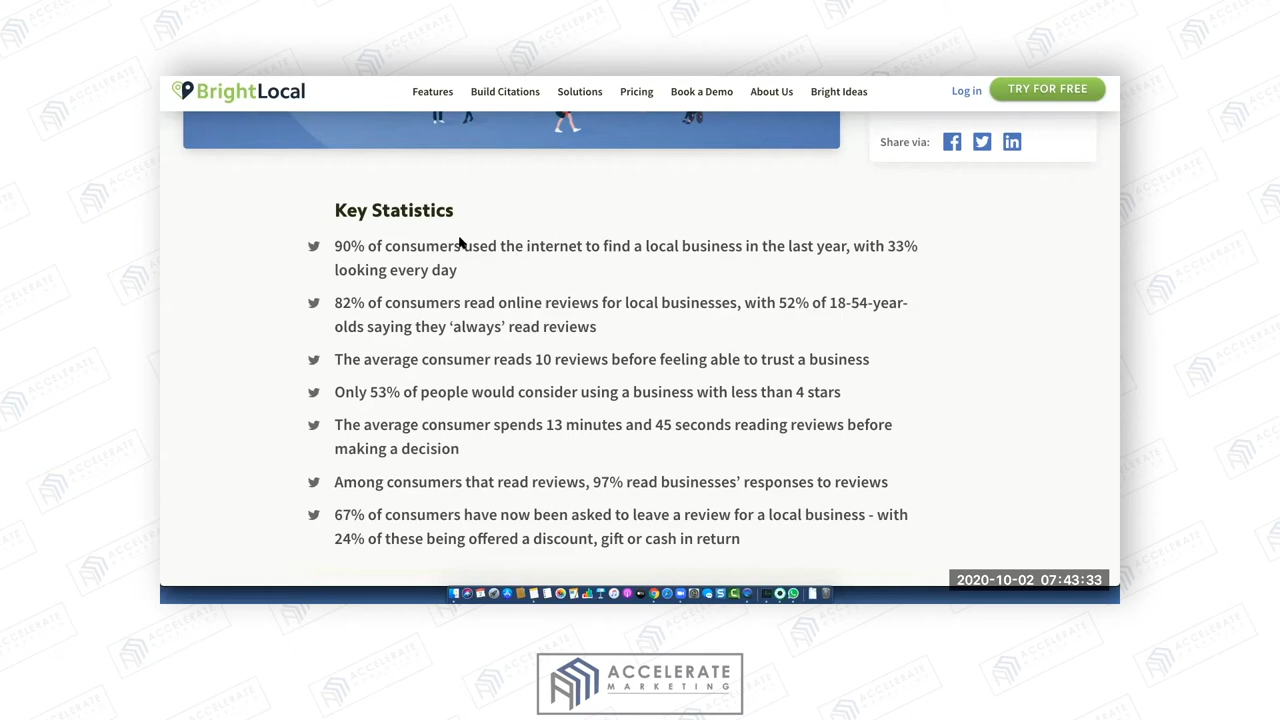 BrightLocal
Features Build Citations Solutions Pricing Book a Demo About Us Bright Ideas Log in TRY FOR FREE
Share via:
Key Statistics
90% of consumers used the internet to find a local business in the last year, with 33%
looking every day
82% of consumers read online reviews for local businesses, with 52% of 18-54-year-
olds saying they ‘always’ read reviews
The average consumer reads 10 reviews before feeling able to trust a business
Only 53% of people would consider using a business with less than 4 stars
The average consumer spends 13 minutes and 45 seconds reading reviews before
making a decision
Among consumers that read reviews, 97% read businesses’ responses to reviews
67% of consumers have now been asked to leave a review for a local business - with
24% of these being offered a discount, gift or cash in return
2020-10-02 07:43:33
ACCELERATE
MARKETING